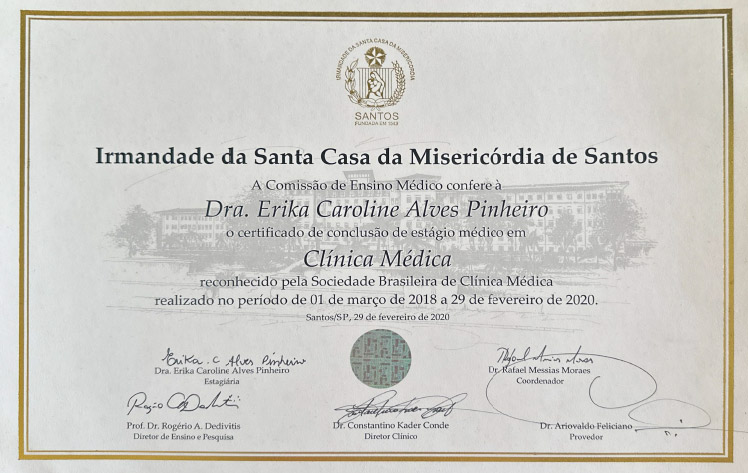 IRMANDADE DA SANTA CASA DA MISERICÓRDIA
SANTOS
FUNDADA EM 1543
Irmandade da Santa Casa da Misericórdia de Santos
A Comissão de Ensino Médico confere à
Dra. Erika Caroline Alves Pinheiro
o certificado de conclusão de estágio médico em
Clínica Médica
reconhecido pela Sociedade Brasileira de Clínica Médica
realizado no período de 01 de março de 2018 a 29 de fevereiro de 2020.
Santos/SP, 29 de fevereiro de 2020
Erika . C Alves Pinheiro
Dra. Erika Caroline Alves Pinheiro
Estagiária
Dr. Rafael Messias Moraes
Coordenador
Prof. Dr. Rogério A. Dedivitis
Diretor de Ensino e Pesquisa
Dr. Constantino Kader Conde
Diretor Clínico
Dr. Ariovaldo Feliciano
Provedor